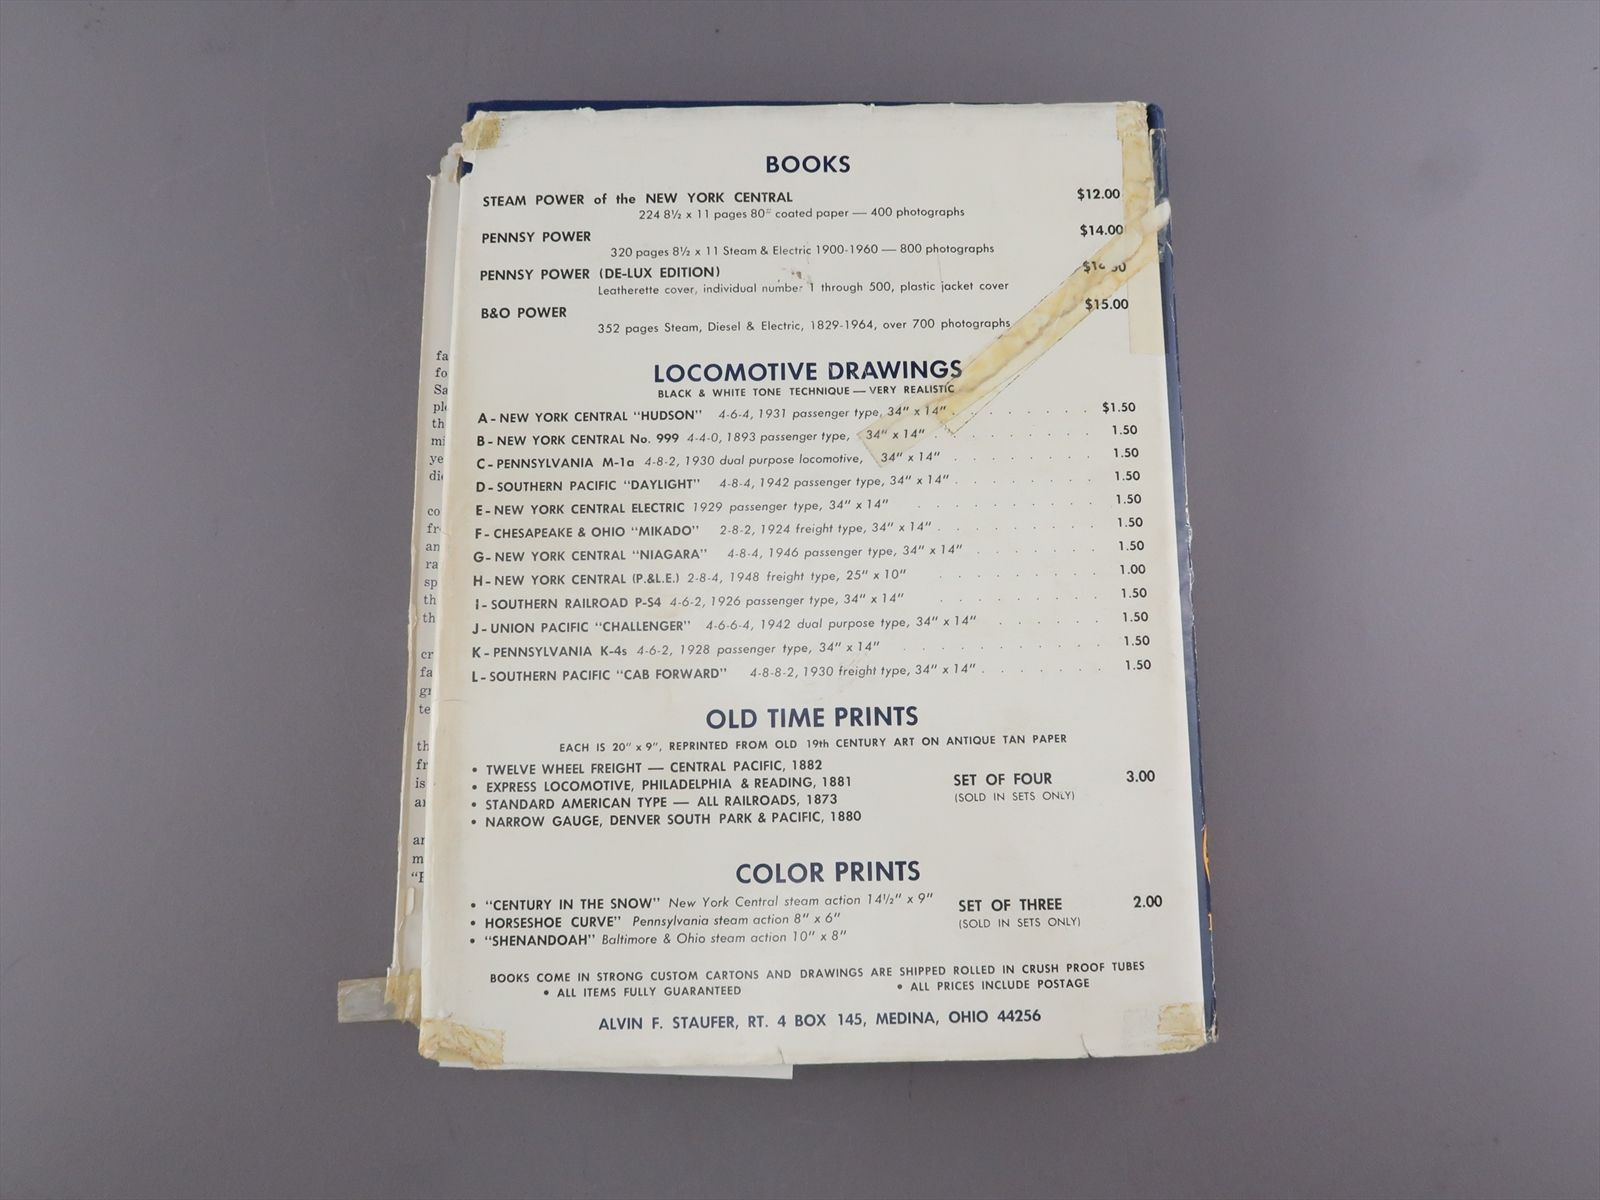 BOOKS
STEAM POWER of the NEW YORK CENTRAL $12.00
224 8½ x 11 pages 80# coated paper — 400 photographs
PENNSY POWER $14.00
320 pages 8½ x 11 Steam & Electric 1900-1960 — 800 photographs
PENNSY POWER (DE-LUX EDITION)
Leatherette cover, individual number 1 through 500, plastic jacket cover
B&O POWER $15.00
352 pages Steam, Diesel & Electric, 1829-1964, over 700 photographs
LOCOMOTIVE DRAWINGS
BLACK & WHITE TONE TECHNIQUE — VERY REALISTIC
A - NEW YORK CENTRAL "HUDSON" 4-6-4, 1931 passenger type, 34" x 14" . . . . . . . . $1.50
B - NEW YORK CENTRAL No. 999 4-4-0, 1893 passenger type, 34" x 14" . . . . . . . . 1.50
C - PENNSYLVANIA M-1a 4-8-2, 1930 dual purpose locomotive, 34" x 14" . . . . . . . . 1.50
D - SOUTHERN PACIFIC "DAYLIGHT" 4-8-4, 1942 passenger type, 34" x 14" . . . . . . . . 1.50
E - NEW YORK CENTRAL ELECTRIC 1929 passenger type, 34" x 14" . . . . . . . . . 1.50
F - CHESAPEAKE & OHIO "MIKADO" 2-8-2, 1924 freight type, 34" x 14" . . . . . . . . 1.50
G - NEW YORK CENTRAL "NIAGARA" 4-8-4, 1946 passenger type, 34" x 14" . . . . . . . 1.50
H - NEW YORK CENTRAL (P.&L.E.) 2-8-4, 1948 freight type, 25" x 10" . . . . . . . . 1.00
I - SOUTHERN RAILROAD P-S4 4-6-2, 1926 passenger type, 34" x 14" . . . . . . . . 1.50
J - UNION PACIFIC "CHALLENGER" 4-6-6-4, 1942 dual purpose type, 34" x 14" . . . . . . 1.50
K - PENNSYLVANIA K-4s 4-6-2, 1928 passenger type, 34" x 14" . . . . . . . . . . 1.50
L - SOUTHERN PACIFIC "CAB FORWARD" 4-8-8-2, 1930 freight type, 34" x 14" . . . . . . . 1.50
OLD TIME PRINTS
EACH IS 20" x 9", REPRINTED FROM OLD 19th CENTURY ART ON ANTIQUE TAN PAPER
• TWELVE WHEEL FREIGHT — CENTRAL PACIFIC, 1882
• EXPRESS LOCOMOTIVE, PHILADELPHIA & READING, 1881
• STANDARD AMERICAN TYPE — ALL RAILROADS, 1873
• NARROW GAUGE, DENVER SOUTH PARK & PACIFIC, 1880
SET OF FOUR 3.00
(SOLD IN SETS ONLY)
COLOR PRINTS
• "CENTURY IN THE SNOW" New York Central steam action 14½" x 9"
• HORSESHOE CURVE" Pennsylvania steam action 8" x 6"
• "SHENANDOAH" Baltimore & Ohio steam action 10" x 8"
SET OF THREE 2.00
(SOLD IN SETS ONLY)
BOOKS COME IN STRONG CUSTOM CARTONS AND DRAWINGS ARE SHIPPED ROLLED IN CRUSH PROOF TUBES
• ALL ITEMS FULLY GUARANTEED • ALL PRICES INCLUDE POSTAGE
ALVIN F. STAUFER, RT. 4 BOX 145, MEDINA, OHIO 44256